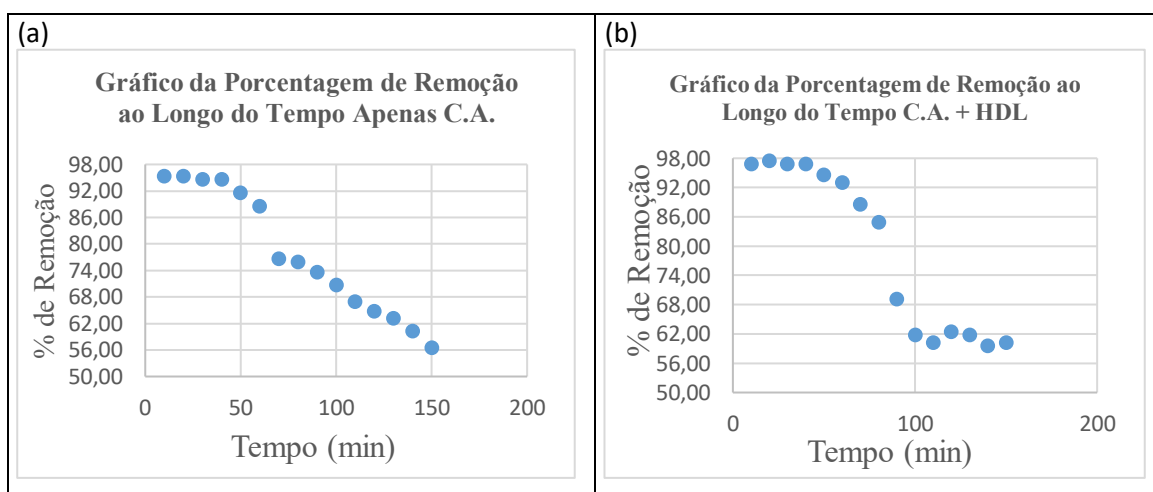 (a)
Gráfico da Porcentagem de Remoção
ao Longo do Tempo Apenas C.A.
98,00
92,00
86,00
80,00
74,00
68,00
62,00
56,00
50,00
% de Remoção
0
50
100
150
200
Tempo (min)
(b)
Gráfico da Porcentagem de Remoção ao
Longo do Tempo C.A. + HDL
98,00
92,00
86,00
80,00
74,00
68,00
62,00
56,00
50,00
% de Remoção
0
100
200
Tempo (min)